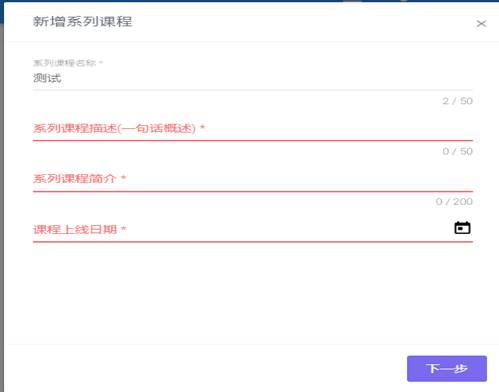 新增系列课程
×
系列课程名称 *
测试
2 / 50
系列课程描述(一句话概述) *
0 / 50
系列课程简介 *
0 / 200
课程上线日期 *
下一步